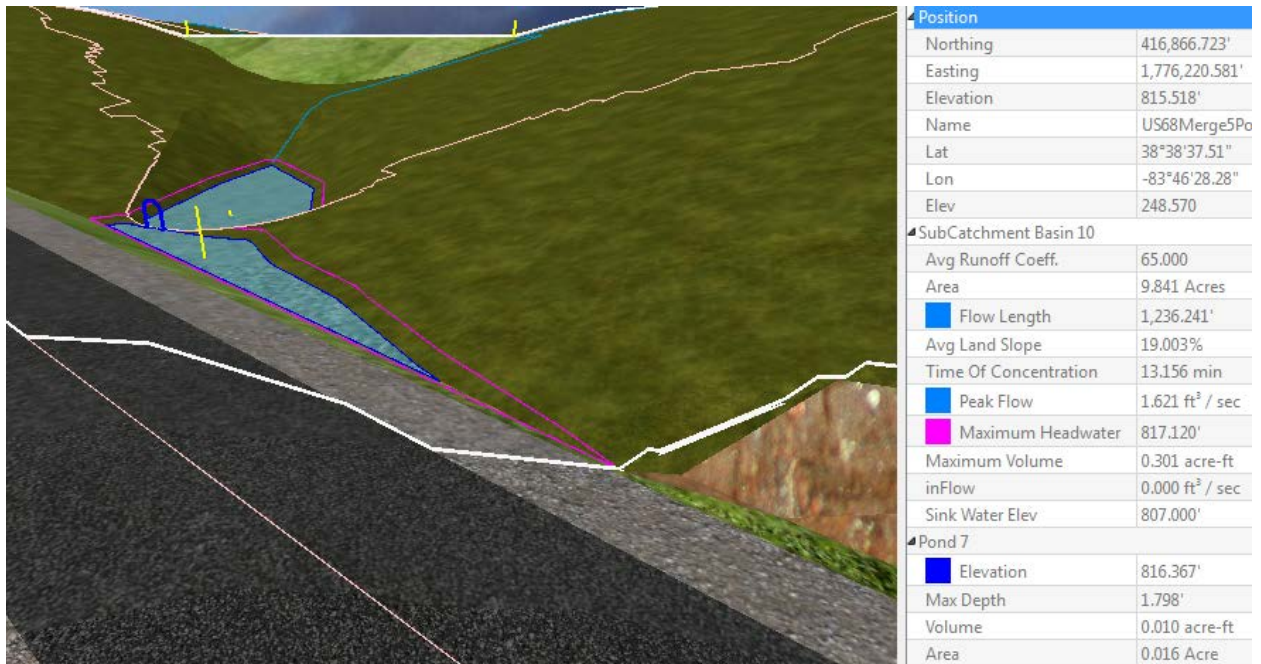 Position
Northing 416,866.723'
Easting 1,776,220.581'
Elevation 815.518'
Name US68Merge5Po
Lat 38°38'37.51"
Lon -83°46'28.28"
Elev 248.570
SubCatchment Basin 10
Avg Runoff Coeff. 65.000
Area 9.841 Acres
Flow Length 1,236.241'
Avg Land Slope 19.003%
Time Of Concentration 13.156 min
Peak Flow 1.621 ft³ / sec
Maximum Headwater 817.120'
Maximum Volume 0.301 acre-ft
inFlow 0.000 ft³ / sec
Sink Water Elev 807.000'
Pond 7
Elevation 816.367'
Max Depth 1.798'
Volume 0.010 acre-ft
Area 0.016 Acre